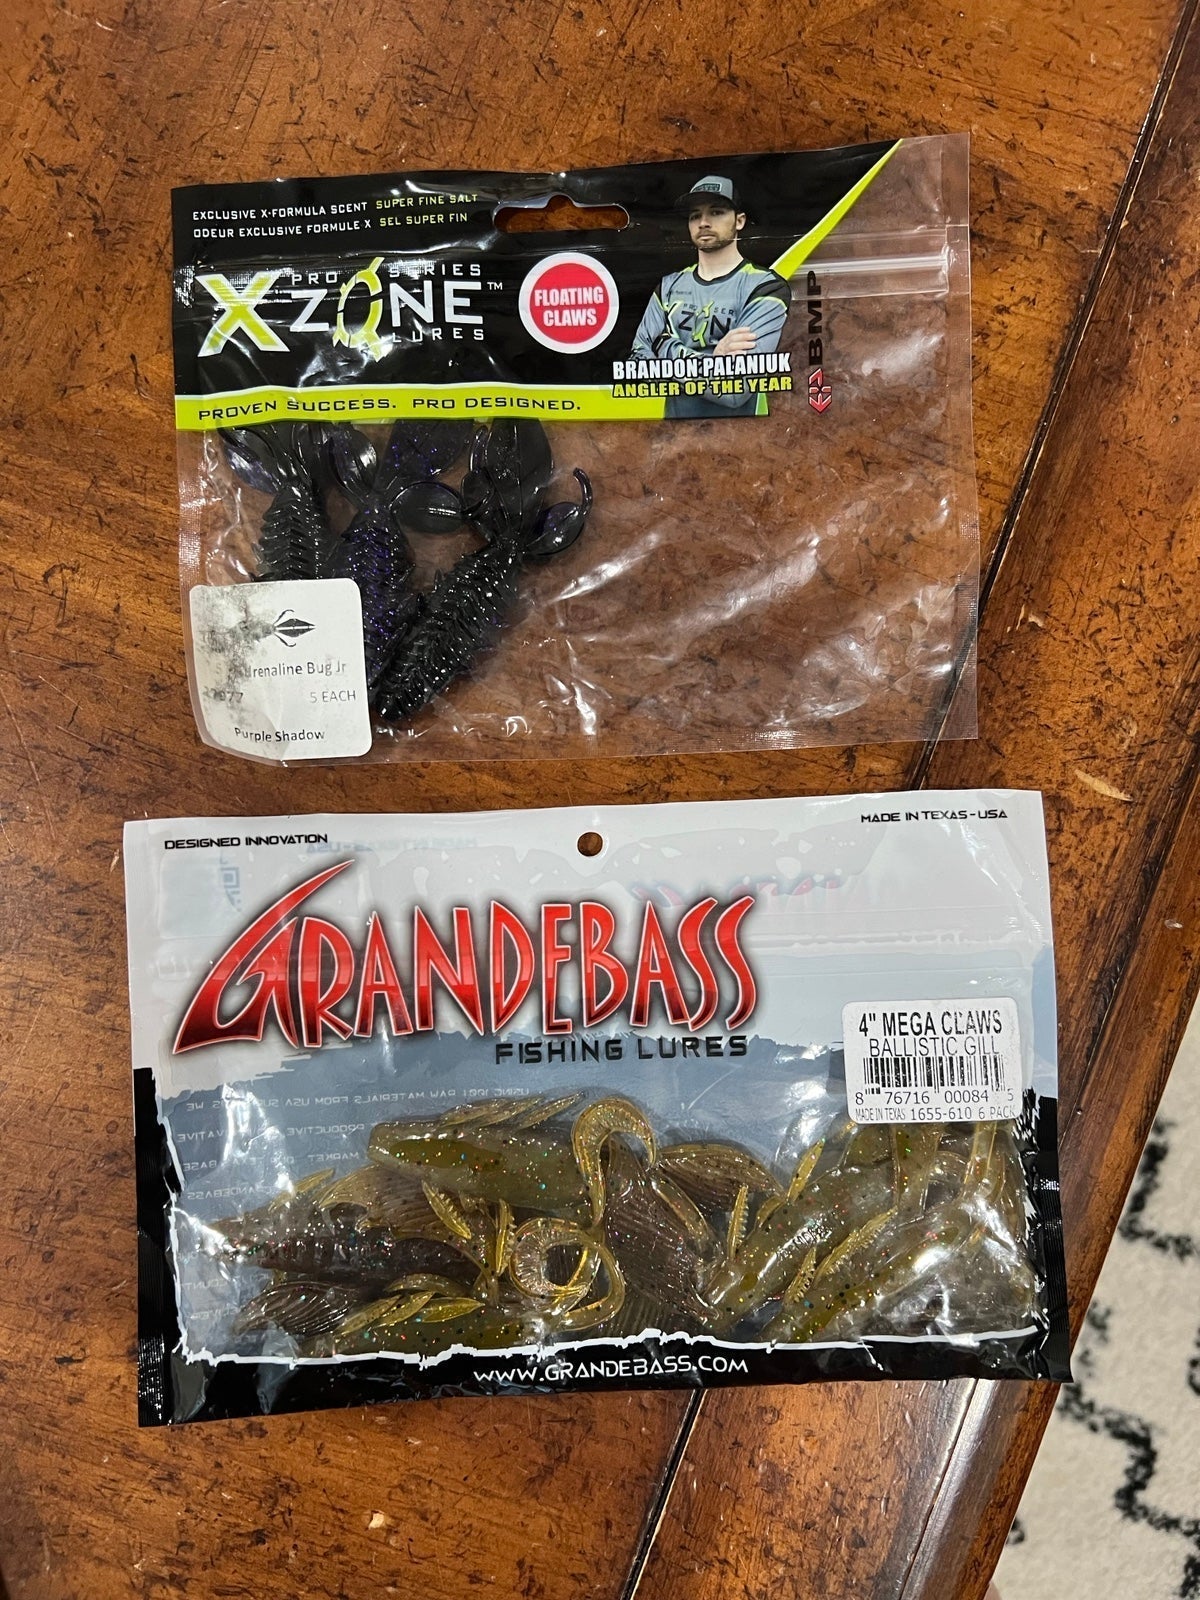 EXCLUSIVE X-FORMULA SCENT SUPER FINE SALT
ODEUR EXCLUSIVE FORMULE X SEL SUPER FIN
PRO SERIES
X ZONE™
LURES
FLOATING
CLAWS
BRANDON PALANIUK
ANGLER OF THE YEAR
BMP
PROVEN SUCCESS. PRO DESIGNED.
Bug Jr
5 EACH
Purple Shadow
DESIGNED INNOVATION
MADE IN TEXAS - USA
GRANDEBASS
FISHING LURES
4" MEGA CLAWS
BALLISTIC GILL
8 76716 00084 5
MADE IN TEXAS 1655-610 6 PACK
WWW.GRANDEBASS.COM